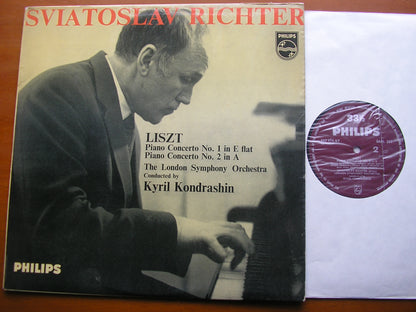 SVIATOSLAV RICHTER
PHILIPS
LISZT
Piano Concerto No. 1 in E flat
Piano Concerto No. 2 in A
The London Symphony Orchestra
Conducted by
Kyril Kondrashin
PHILIPS
33⅓
PHILIPS
2